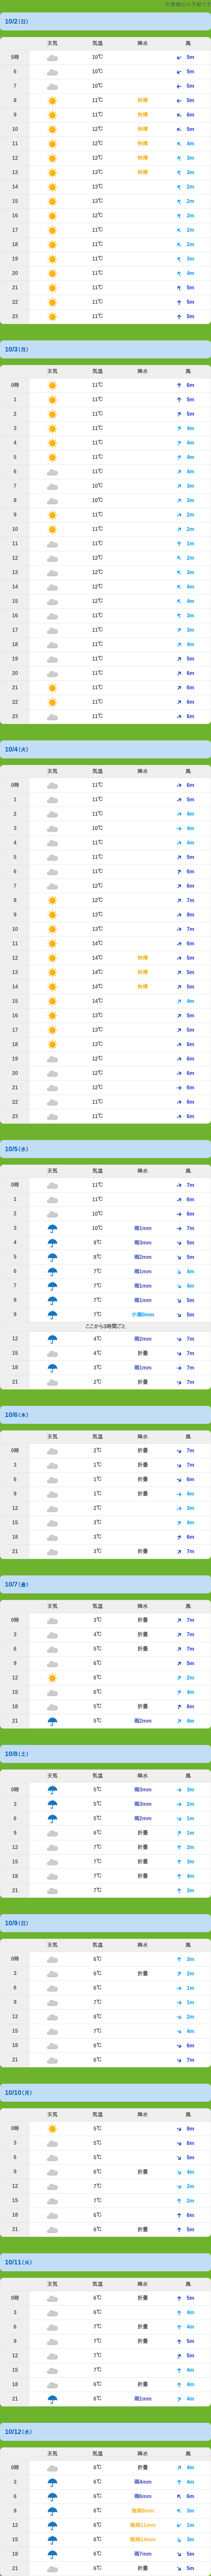 10/2(日)
天気 気温 降水 風
5時 10℃ 5m
6 10℃ 5m
7 10℃ 5m
8 11℃ 快晴 5m
9 11℃ 快晴 6m
10 12℃ 快晴 5m
11 12℃ 快晴 4m
12 12℃ 快晴 3m
13 13℃ 快晴 3m
14 13℃ 2m
15 13℃ 2m
16 12℃ 2m
17 11℃ 2m
18 11℃ 2m
19 11℃ 3m
20 11℃ 4m
21 11℃ 5m
22 11℃ 5m
23 11℃ 5m
10/3(月)
天気 気温 降水 風
0時 11℃ 6m
1 11℃ 5m
2 11℃ 5m
3 11℃ 4m
4 11℃ 4m
5 11℃ 4m
6 11℃ 4m
7 10℃ 3m
8 10℃ 3m
9 11℃ 2m
10 11℃ 2m
11 11℃ 1m
12 12℃ 2m
13 12℃ 3m
14 12℃ 4m
15 12℃ 4m
16 11℃ 3m
17 11℃ 3m
18 11℃ 4m
19 11℃ 5m
20 11℃ 6m
21 11℃ 6m
22 11℃ 6m
23 11℃ 6m
10/4(火)
天気 気温 降水 風
0時 11℃ 6m
1 11℃ 5m
2 11℃ 4m
3 10℃ 4m
4 11℃ 4m
5 11℃ 5m
6 11℃ 6m
7 12℃ 6m
8 12℃ 7m
9 13℃ 8m
10 13℃ 7m
11 14℃ 6m
12 14℃ 快晴 5m
13 14℃ 快晴 5m
14 14℃ 快晴 5m
15 14℃ 4m
16 13℃ 5m
17 13℃ 5m
18 13℃ 6m
19 12℃ 6m
20 12℃ 6m
21 12℃ 6m
22 11℃ 6m
23 11℃ 6m
10/5(水)
天気 気温 降水 風
0時 11℃ 7m
1 11℃ 6m
2 10℃ 6m
3 10℃ 雨1mm 7m
4 9℃ 雨3mm 5m
5 8℃ 雨2mm 5m
6 7℃ 雨1mm 4m
7 7℃ 雨1mm 4m
8 7℃ 雨1mm 5m
9 7℃ 小雨0mm 5m
ここから3時間ごと
12 4℃ 雨2mm 7m
15 4℃ 折畳 7m
18 3℃ 雨1mm 7m
21 2℃ 折畳 7m
10/6(木)
天気 気温 降水 風
0時 2℃ 折畳 7m
3 1℃ 折畳 7m
6 1℃ 折畳 6m
9 1℃ 折畳 4m
12 2℃ 3m
15 3℃ 4m
18 3℃ 6m
21 3℃ 折畳 7m
10/7(金)
天気 気温 降水 風
0時 3℃ 折畳 7m
3 4℃ 折畳 7m
6 5℃ 折畳 7m
9 6℃ 5m
12 6℃ 2m
15 6℃ 4m
18 5℃ 折畳 6m
21 5℃ 雨2mm 4m
10/8(土)
天気 気温 降水 風
0時 5℃ 雨3mm 3m
3 5℃ 雨3mm 2m
6 5℃ 雨2mm 1m
9 6℃ 折畳 1m
12 7℃ 折畳 2m
15 7℃ 折畳 3m
18 7℃ 折畳 4m
21 7℃ 3m
10/9(日)
天気 気温 降水 風
0時 6℃ 3m
3 6℃ 折畳 2m
6 6℃ 1m
9 7℃ 1m
12 8℃ 2m
15 7℃ 4m
18 6℃ 6m
21 6℃ 7m
10/10(月)
天気 気温 降水 風
0時 5℃ 8m
3 5℃ 6m
6 5℃ 5m
9 6℃ 折畳 4m
12 7℃ 2m
15 7℃ 2m
18 6℃ 6m
21 6℃ 折畳 5m
10/11(火)
天気 気温 降水 風
0時 6℃ 折畳 5m
3 6℃ 4m
6 7℃ 折畳 4m
9 7℃ 折畳 5m
12 7℃ 5m
15 7℃ 4m
18 6℃ 折畳 4m
21 6℃ 雨1mm 4m
10/12(水)
天気 気温 降水 風
0時 6℃ 折畳 4m
3 6℃ 雨4mm 4m
6 6℃ 雨6mm 6m
9 6℃ 強雨9mm 3m
12 6℃ 強雨11mm 1m
15 6℃ 強雨14mm 3m
18 6℃ 雨7mm 5m
21 6℃ 折畳 5m